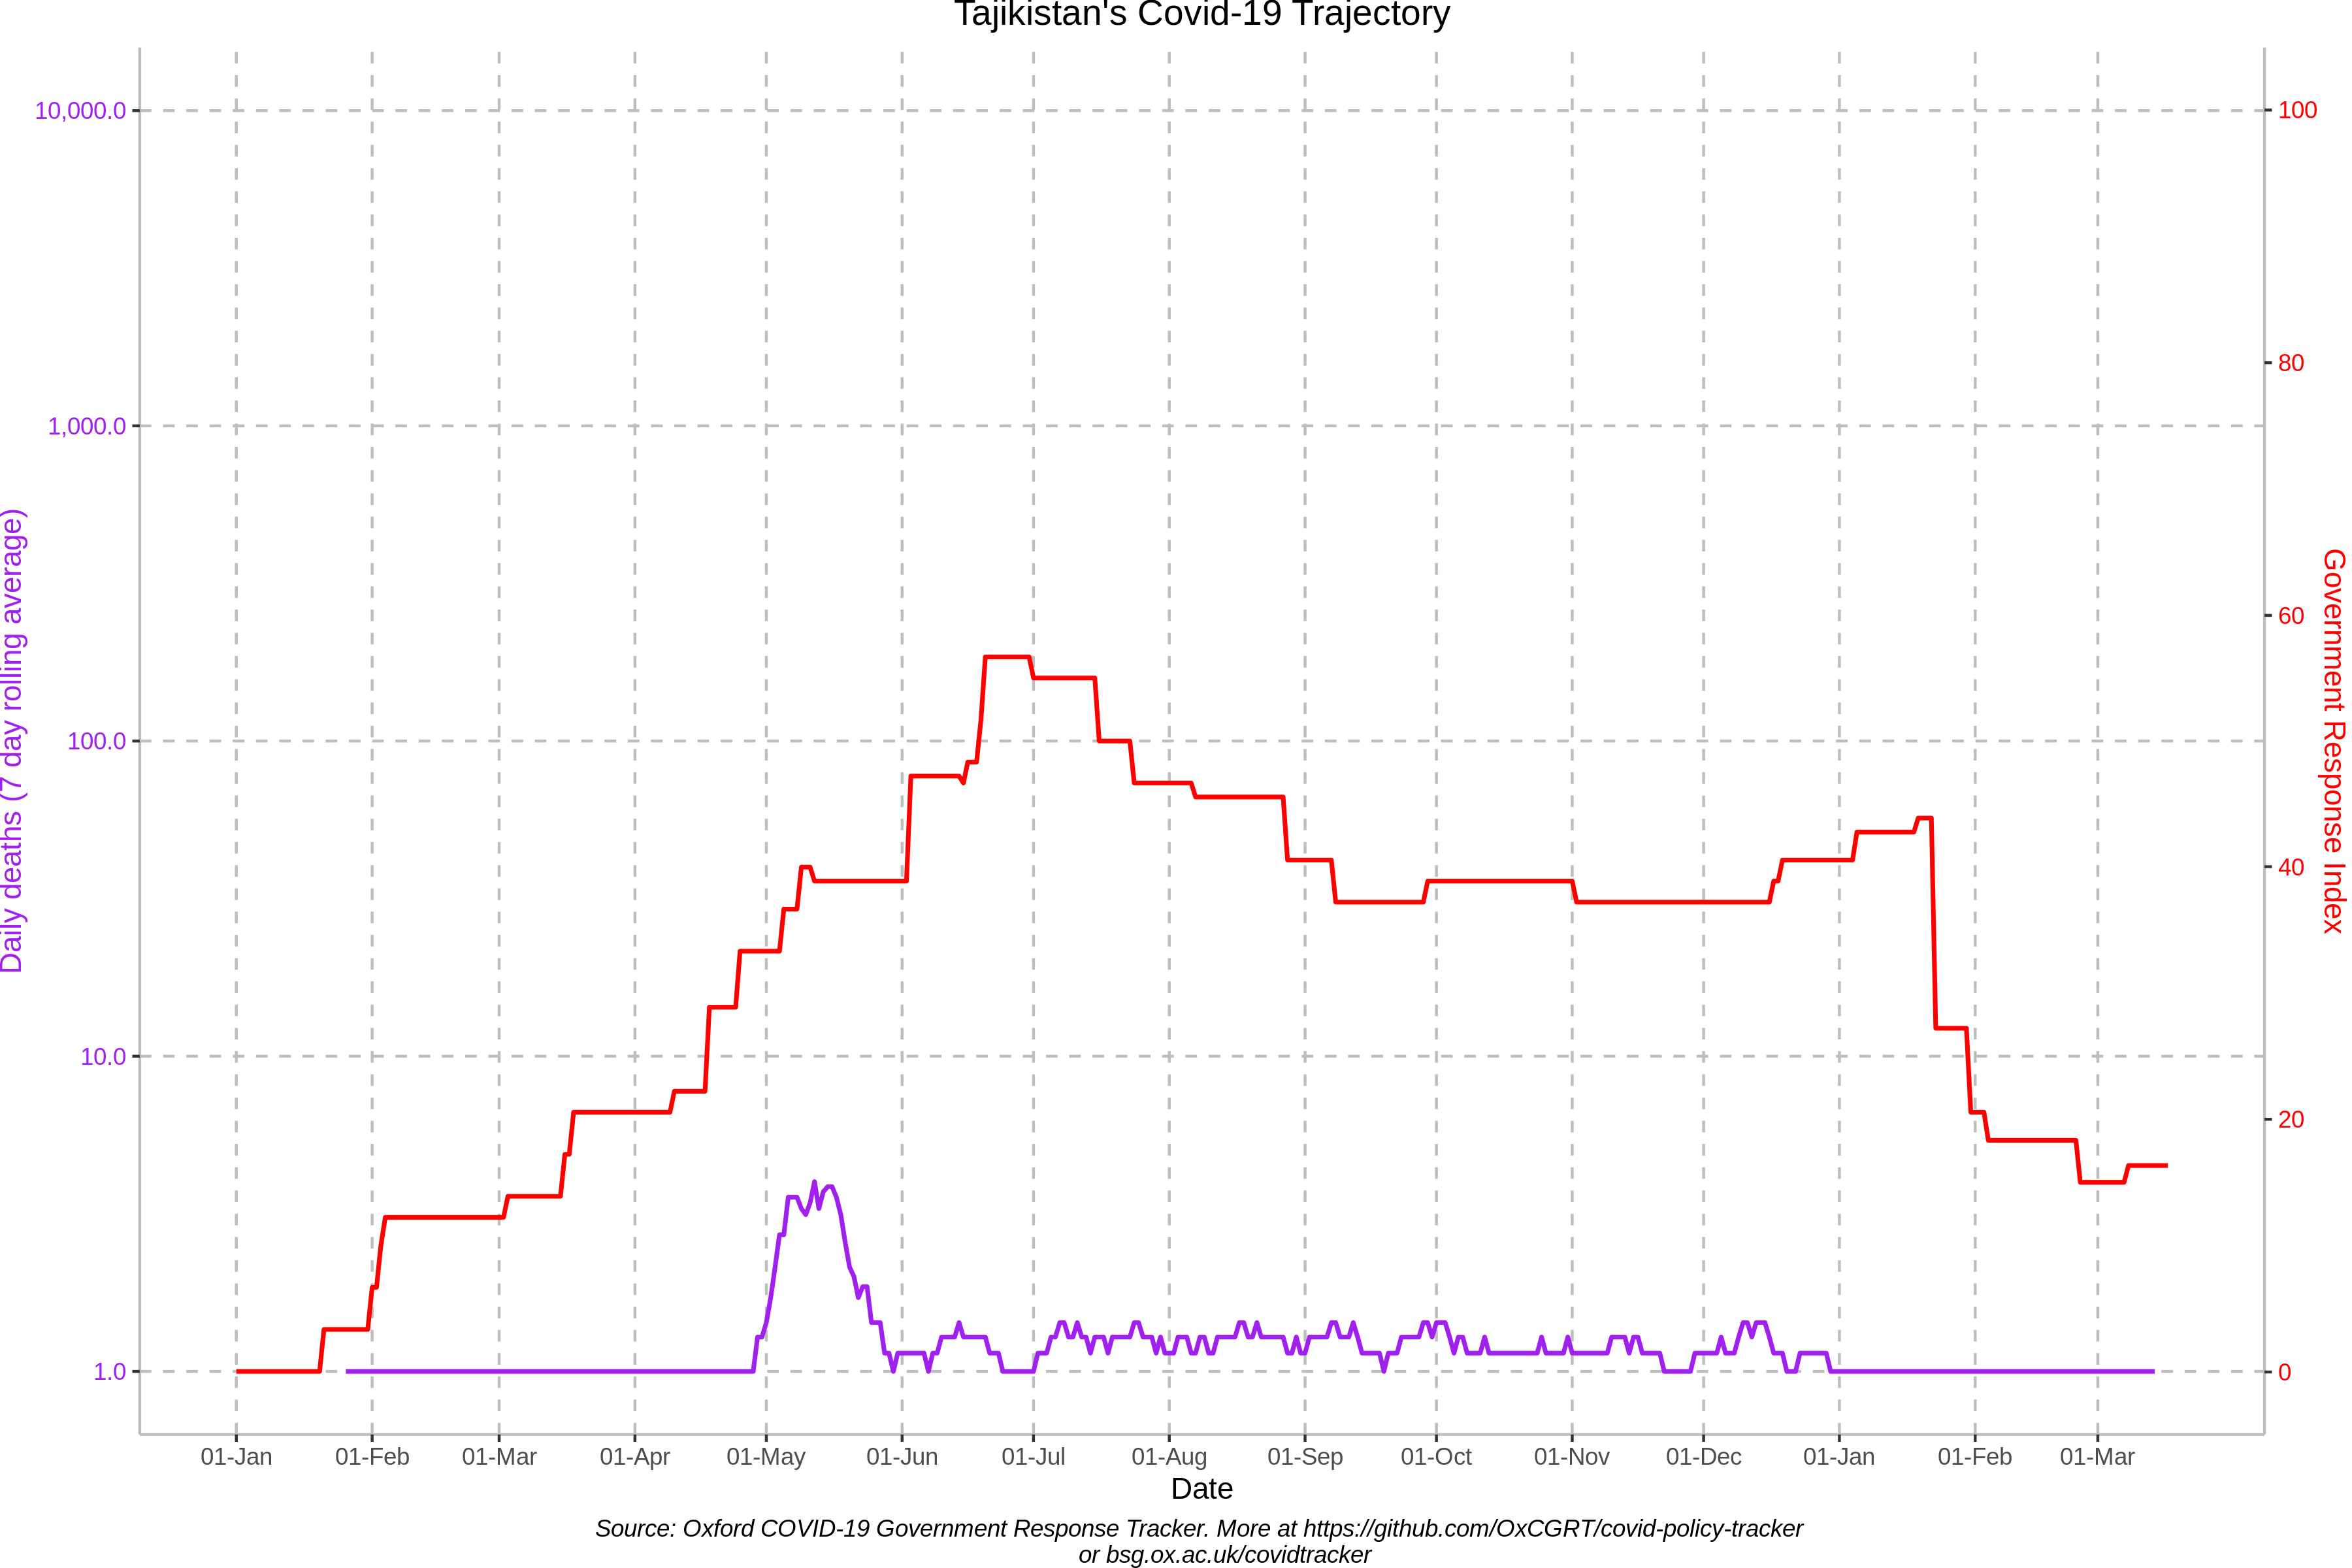 Tajikistan's Covid-19 Trajectory
10,000.0
1,000.0
100.0
10.0
1.0
Daily deaths (7 day rolling average)
100
80
60
40
20
0
Government Response Index
01-Jan 01-Feb 01-Mar 01-Apr 01-May 01-Jun 01-Jul 01-Aug 01-Sep 01-Oct 01-Nov 01-Dec 01-Jan 01-Feb 01-Mar
Date
Source: Oxford COVID-19 Government Response Tracker. More at https://github.com/OxCGRT/covid-policy-tracker
or bsg.ox.ac.uk/covidtracker